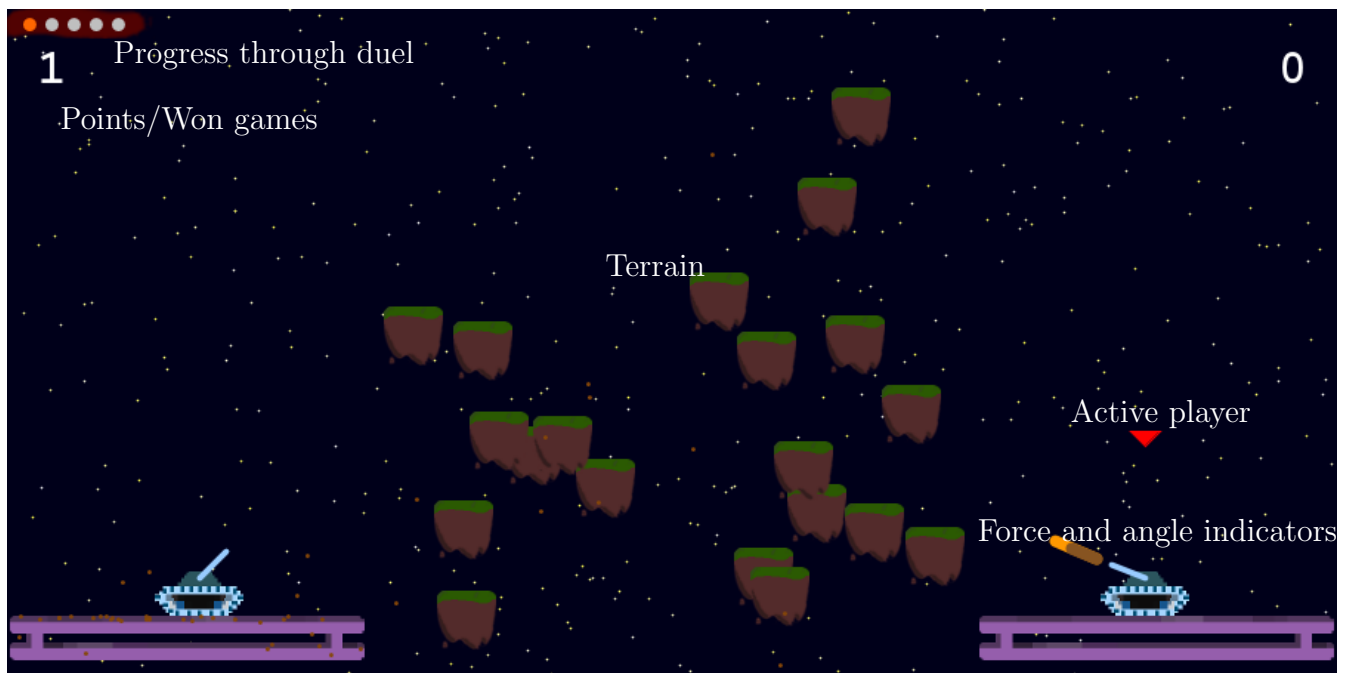 Progress through duel
1
0
Points/Won games
Terrain
Active player
Force and angle indicators